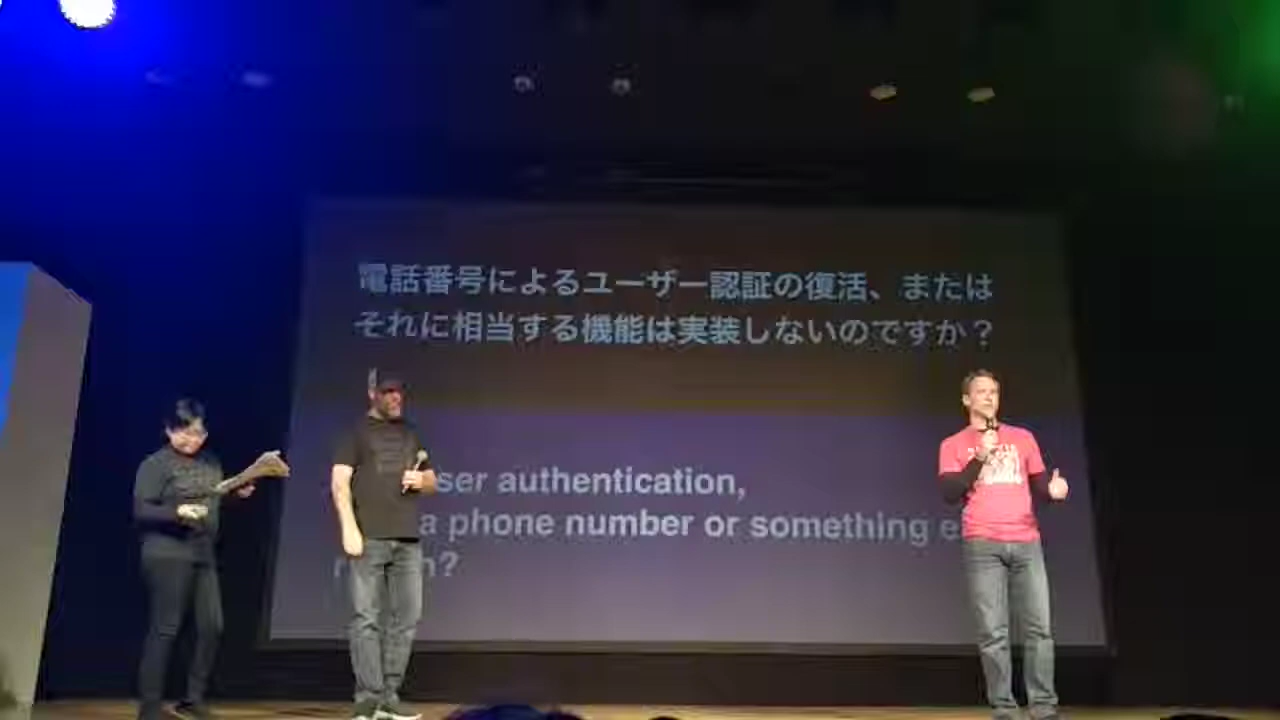 電話番号によるユーザー認証の復活、または
それに相当する機能は実装しないのですか？
ser authentication,
a phone number or something e
?